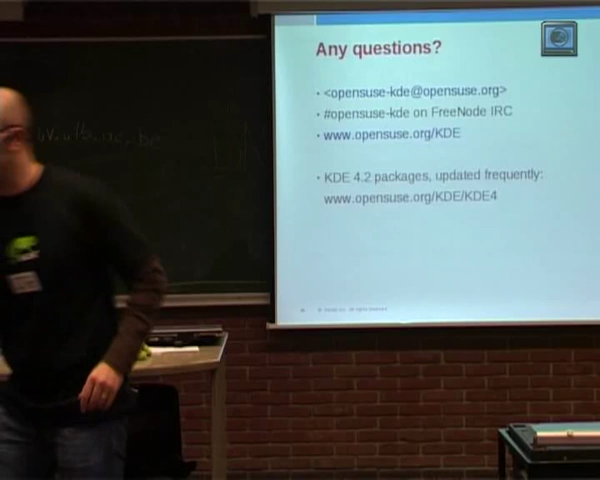 Any questions?
<opensuse-kde@opensuse.org>
#opensuse-kde on FreeNode IRC
www.opensuse.org/KDE
KDE 4.2 packages, updated frequently:
www.opensuse.org/KDE/KDE4